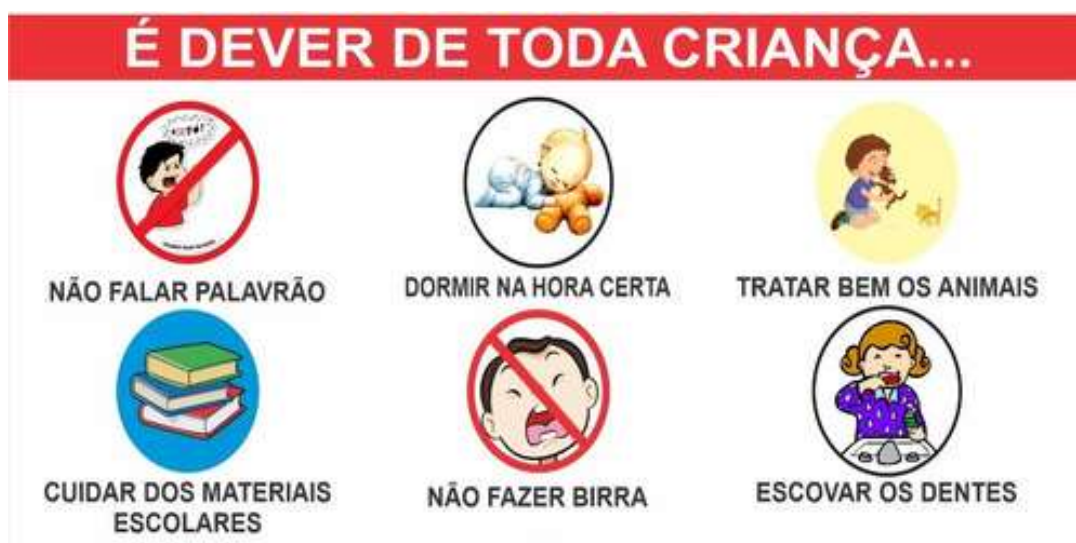 É DEVER DE TODA CRIANÇA...
NÃO FALAR PALAVRÃO
DORMIR NA HORA CERTA
TRATAR BEM OS ANIMAIS
CUIDAR DOS MATERIAIS
ESCOLARES
NÃO FAZER BIRRA
ESCOVAR OS DENTES